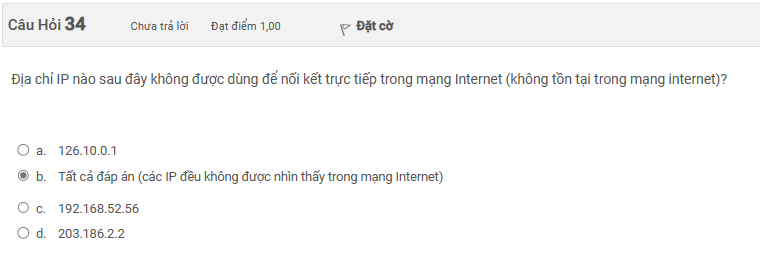 Câu Hỏi 34 Chưa trả lời Đạt điểm 1,00 Đặt cờ
Địa chỉ IP nào sau đây không được dùng để nối kết trực tiếp trong mạng Internet (không tồn tại trong mạng internet)?
a. 126.10.0.1
b. Tất cả đáp án (các IP đều không được nhìn thấy trong mạng Internet)
c. 192.168.52.56
d. 203.186.2.2